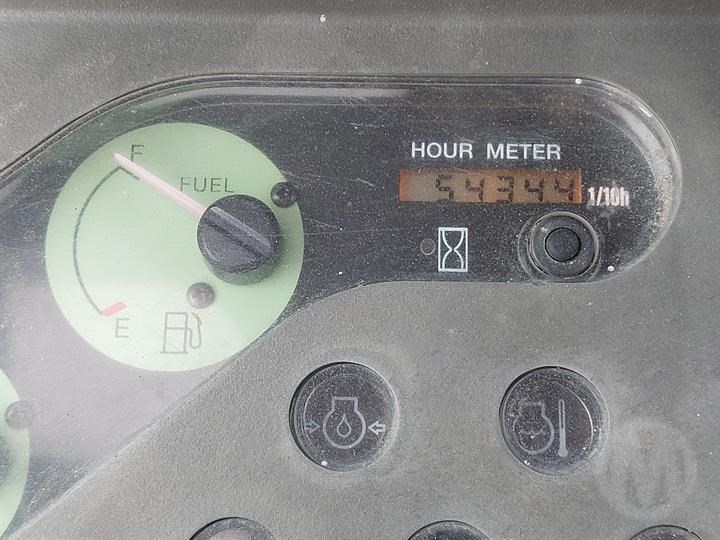 F
FUEL
E
HOUR METER
54344 1/10h